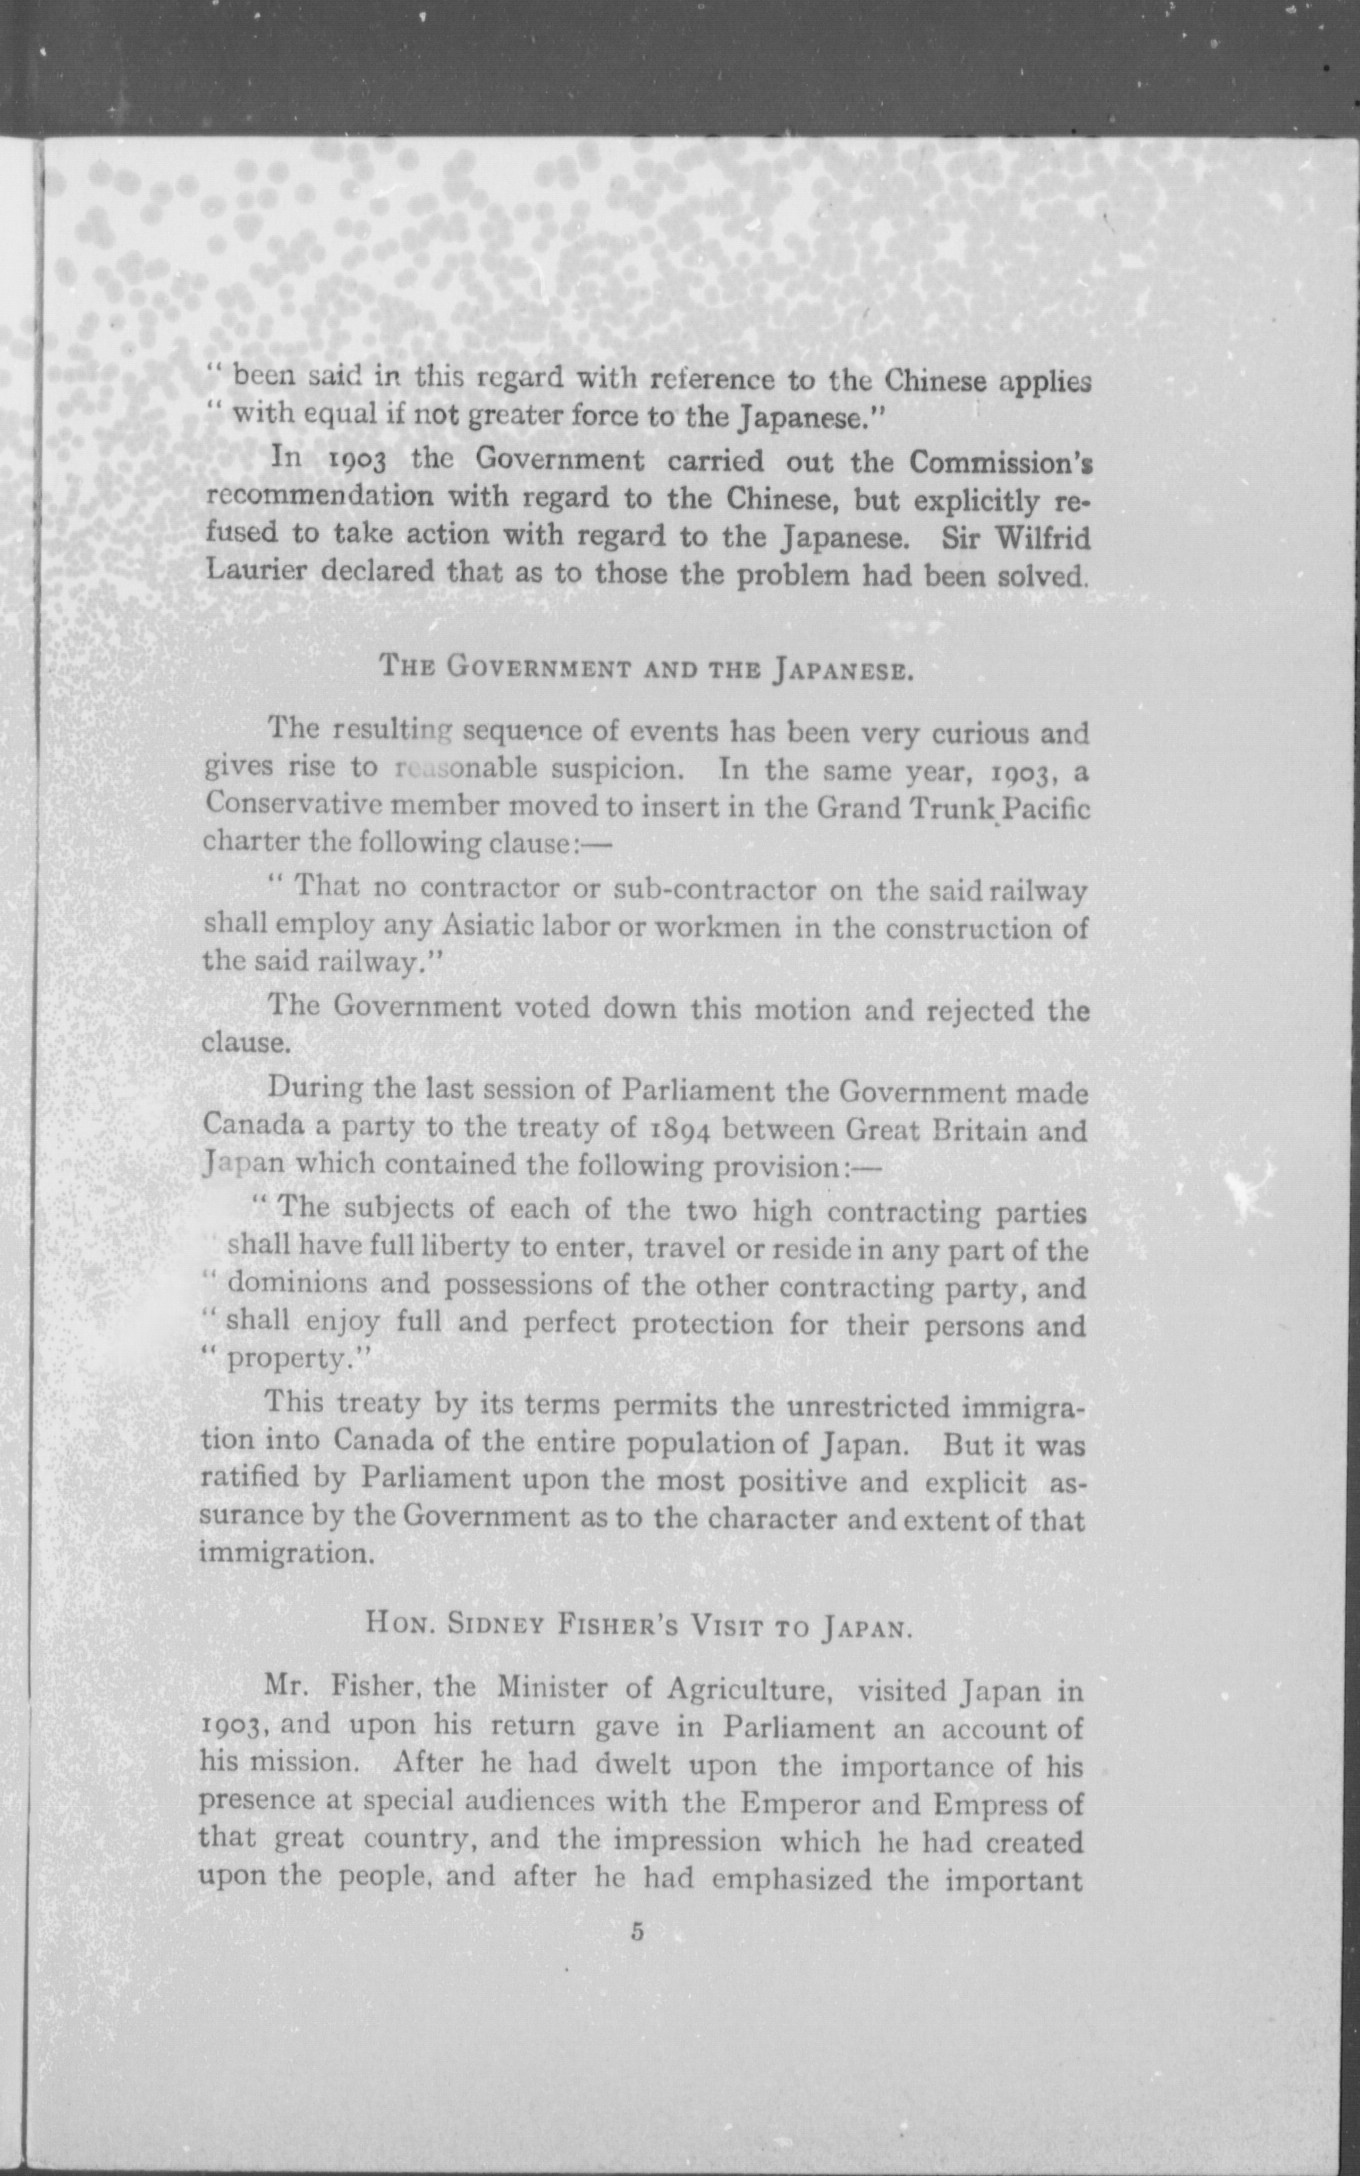 “ been said in this regard with reference to the Chinese applies
“ with equal if not greater force to the Japanese.”
In 1903 the Government carried out the Commission's
recommendation with regard to the Chinese, but explicitly re-
fused to take action with regard to the Japanese. Sir Wilfrid
Laurier declared that as to those the problem had been solved.
The Government and the Japanese.
The resulting sequence of events has been very curious and
gives rise to reasonable suspicion. In the same year, 1903, a
Conservative member moved to insert in the Grand Trunk Pacific
charter the following clause:—
“ That no contractor or sub-contractor on the said railway
shall employ any Asiatic labor or workmen in the construction of
the said railway.”
The Government voted down this motion and rejected the
clause.
During the last session of Parliament the Government made
Canada a party to the treaty of 1894 between Great Britain and
Japan which contained the following provision:—
“ The subjects of each of the two high contracting parties
“ shall have full liberty to enter, travel or reside in any part of the
“ dominions and possessions of the other contracting party, and
“ shall enjoy full and perfect protection for their persons and
“ property.”
This treaty by its terms permits the unrestricted immigra-
tion into Canada of the entire population of Japan. But it was
ratified by Parliament upon the most positive and explicit as-
surance by the Government as to the character and extent of that
immigration.
Hon. Sidney Fisher's Visit to Japan.
Mr. Fisher, the Minister of Agriculture, visited Japan in
1903, and upon his return gave in Parliament an account of
his mission. After he had dwelt upon the importance of his
presence at special audiences with the Emperor and Empress of
that great country, and the impression which he had created
upon the people, and after he had emphasized the important
5